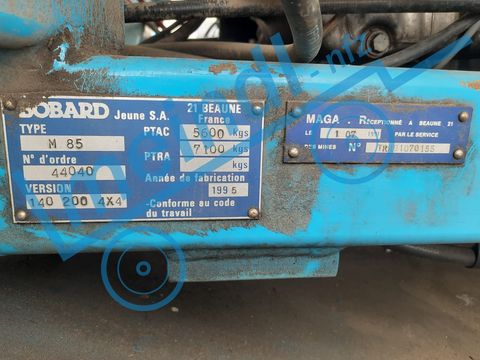 BOBARD Jeune S.A. 21 BEAUNE
France
TYPE
M 85
PTAC 5600 kgs
N° d'ordre
44040
PTRA 7100 kgs
kgs
VERSION
140 200 4X4
Année de fabrication
1995
-Conforme au code
du travail
MAGA . RÉCEPTIONNÉ A BEAUNE 21
LE 1 07 PAR LE SERVICE
DES MINES N°